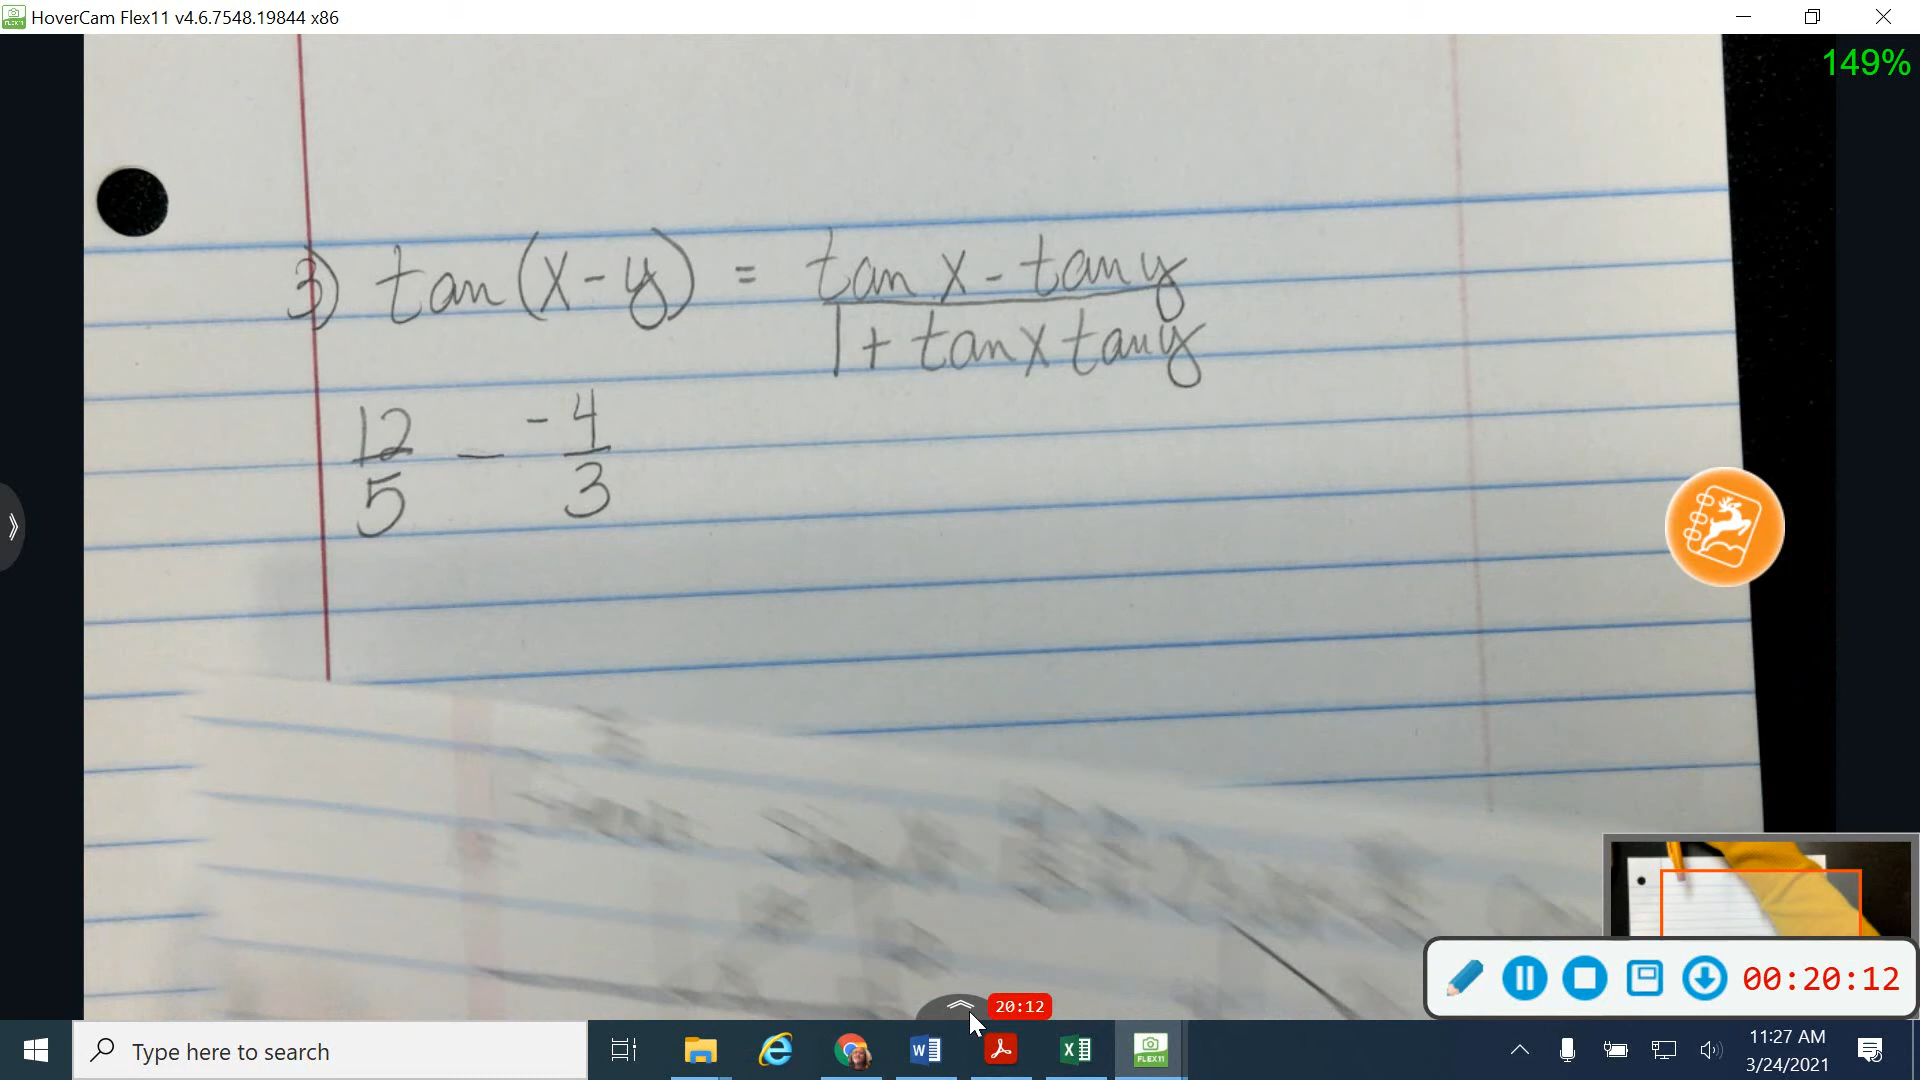 HoverCam Flex11 v4.6.7548.19844 x86
149%
3) tan(x-y) = tan x - tan y
1 + tan x tan y
12 - -4
5 3
20:12
00:20:12
Type here to search
FLEX11
11:27 AM
3/24/2021